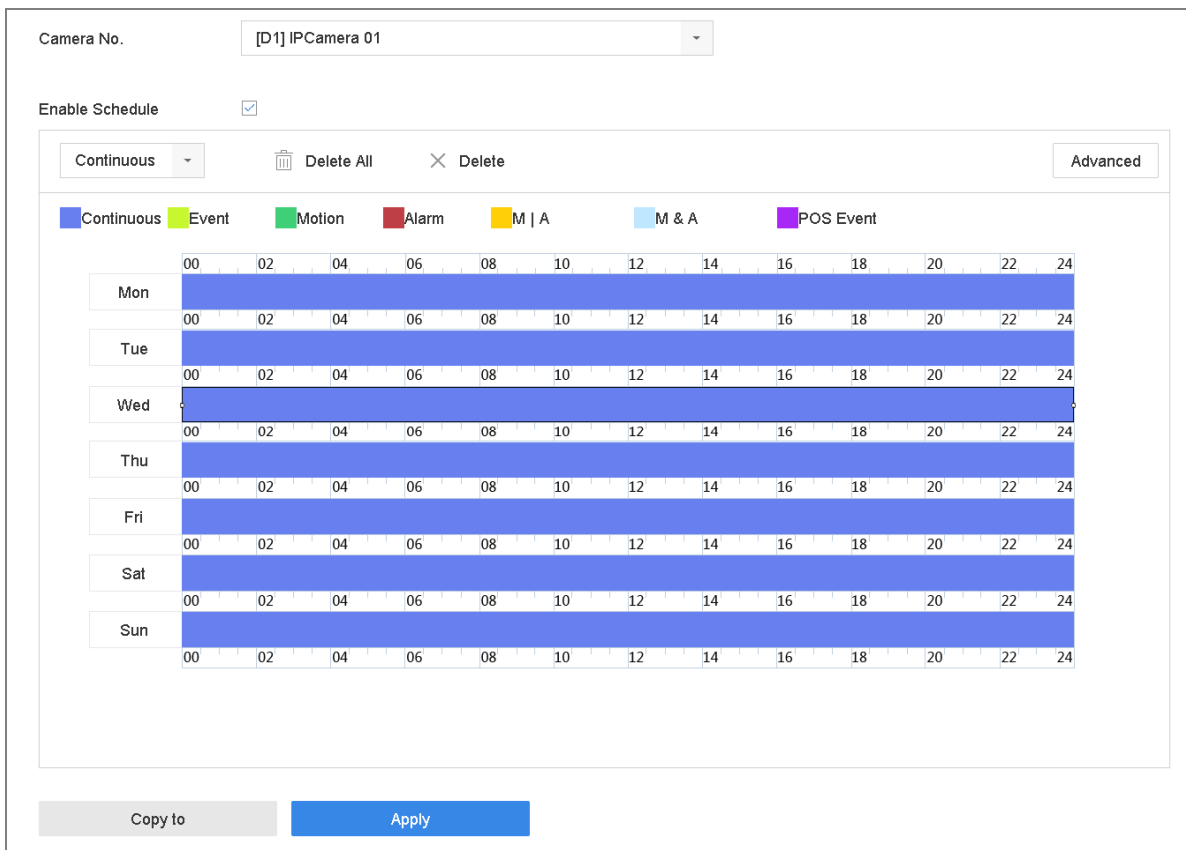 Camera No. [D1] IPCamera 01
Enable Schedule
Continuous Delete All Delete Advanced
Continuous Event Motion Alarm M | A M & A POS Event
00 02 04 06 08 10 12 14 16 18 20 22 24
Mon
00 02 04 06 08 10 12 14 16 18 20 22 24
Tue
00 02 04 06 08 10 12 14 16 18 20 22 24
Wed
00 02 04 06 08 10 12 14 16 18 20 22 24
Thu
00 02 04 06 08 10 12 14 16 18 20 22 24
Fri
00 02 04 06 08 10 12 14 16 18 20 22 24
Sat
00 02 04 06 08 10 12 14 16 18 20 22 24
Sun
00 02 04 06 08 10 12 14 16 18 20 22 24
Copy to Apply